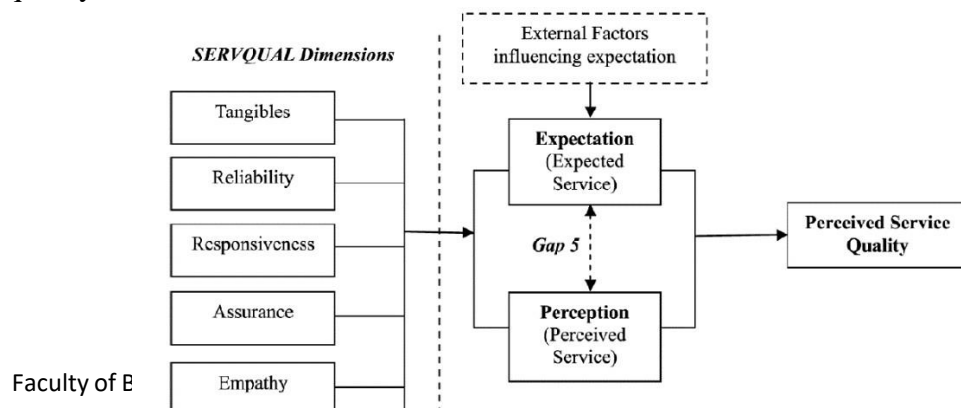 External Factors
influencing expectation
SERVQUAL Dimensions
Tangibles
Reliability
Responsiveness
Assurance
Empathy
Expectation
(Expected
Service)
Gap 5
Perception
(Perceived
Service)
Perceived Service
Quality
Faculty of B